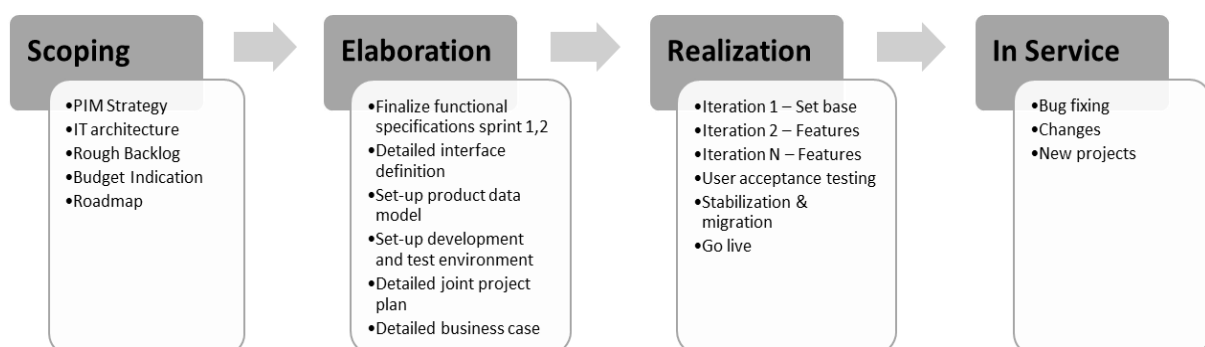 Scoping
•PIM Strategy
•IT architecture
•Rough Backlog
•Budget Indication
•Roadmap
Elaboration
•Finalize functional
specifications sprint 1,2
•Detailed interface
definition
•Set-up product data
model
•Set-up development
and test environment
•Detailed joint project
plan
•Detailed business case
Realization
•Iteration 1 – Set base
•Iteration 2 – Features
•Iteration N – Features
•User acceptance testing
•Stabilization &
migration
•Go live
In Service
•Bug fixing
•Changes
•New projects